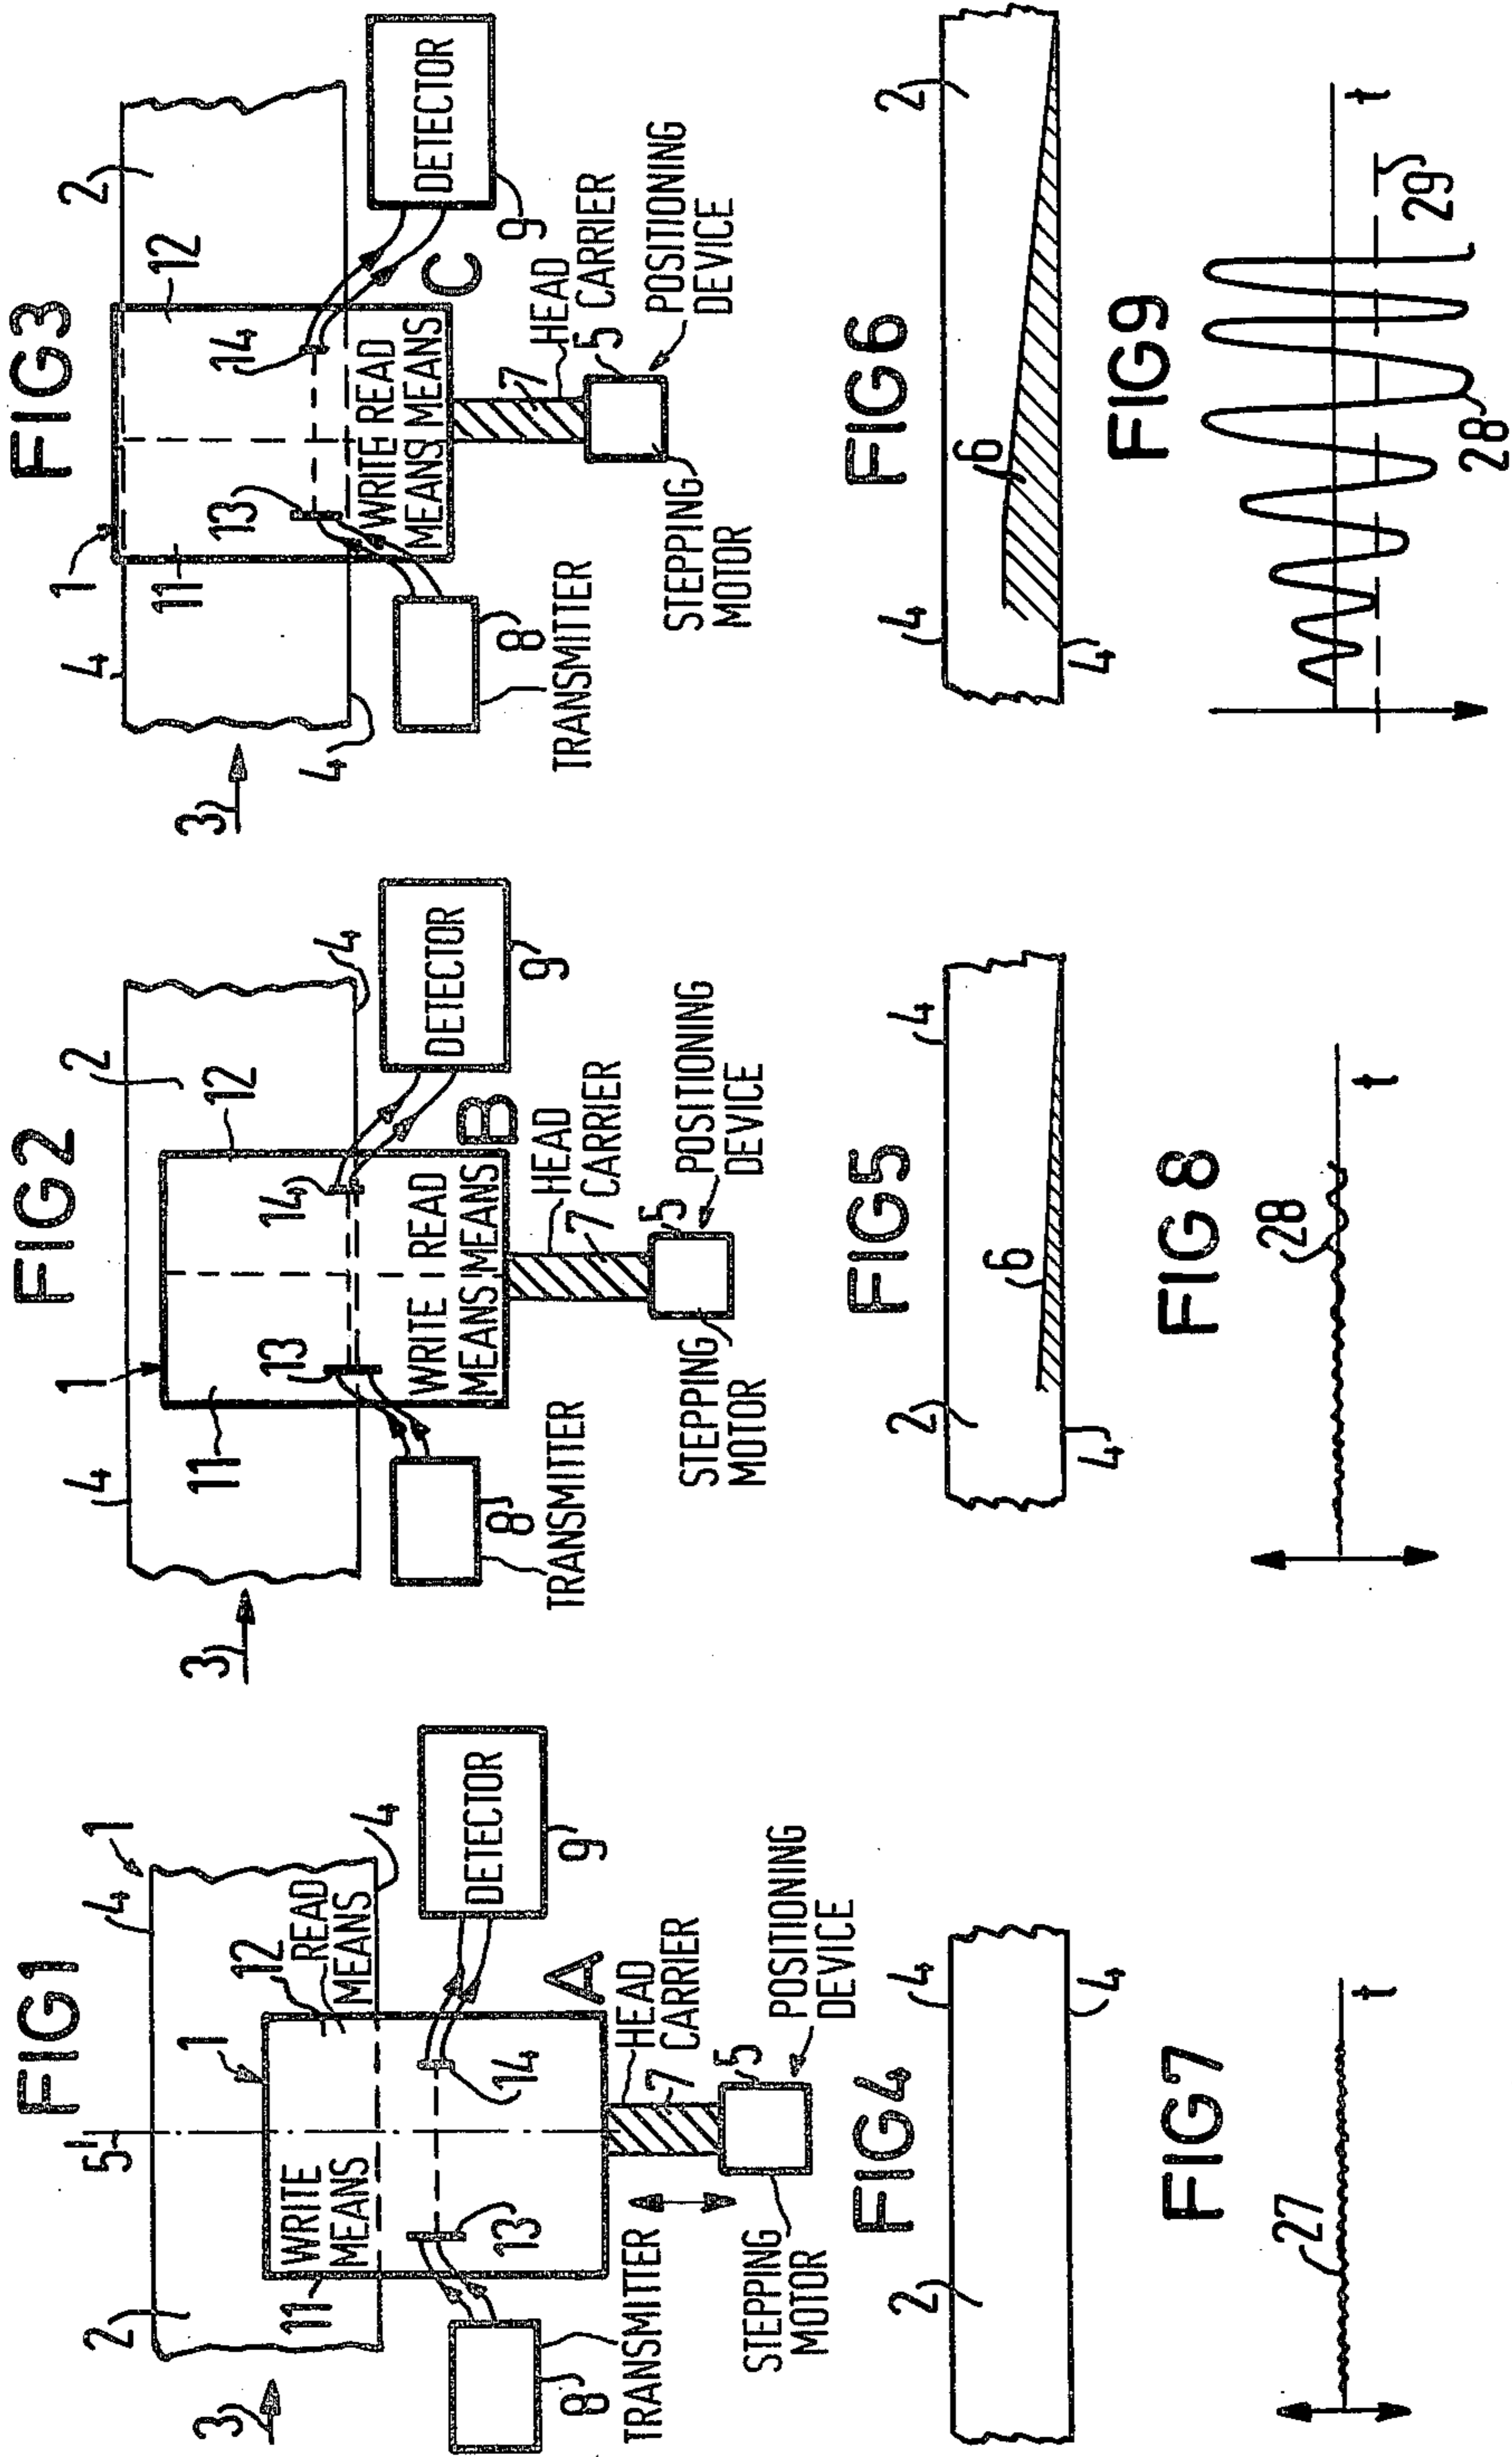 FIG1
5'
4
1
2
1
12
READ
MEANS
WRITE
MEANS
11
4
3
13
14
A
DETECTOR
9
8
TRANSMITTER
HEAD
CARRIER
7
5
POSITIONING
DEVICE
STEPPING
MOTOR
FIG2
4
1
2
11
12
4
3
13
14
WRITE READ
MEANS MEANS
B
DETECTOR
9
8
TRANSMITTER
HEAD
CARRIER
7
5
POSITIONING
DEVICE
STEPPING
MOTOR
FIG3
4
1
2
11
12
3
4
13
14
WRITE READ
MEANS MEANS
C
DETECTOR
9
8
TRANSMITTER
HEAD
CARRIER
7
5
POSITIONING
DEVICE
STEPPING
MOTOR
FIG4
2
4
4
FIG5
2
4
6
4
FIG6
4
2
6
4
FIG7
27
t
FIG8
28
t
FIG9
t
29
28